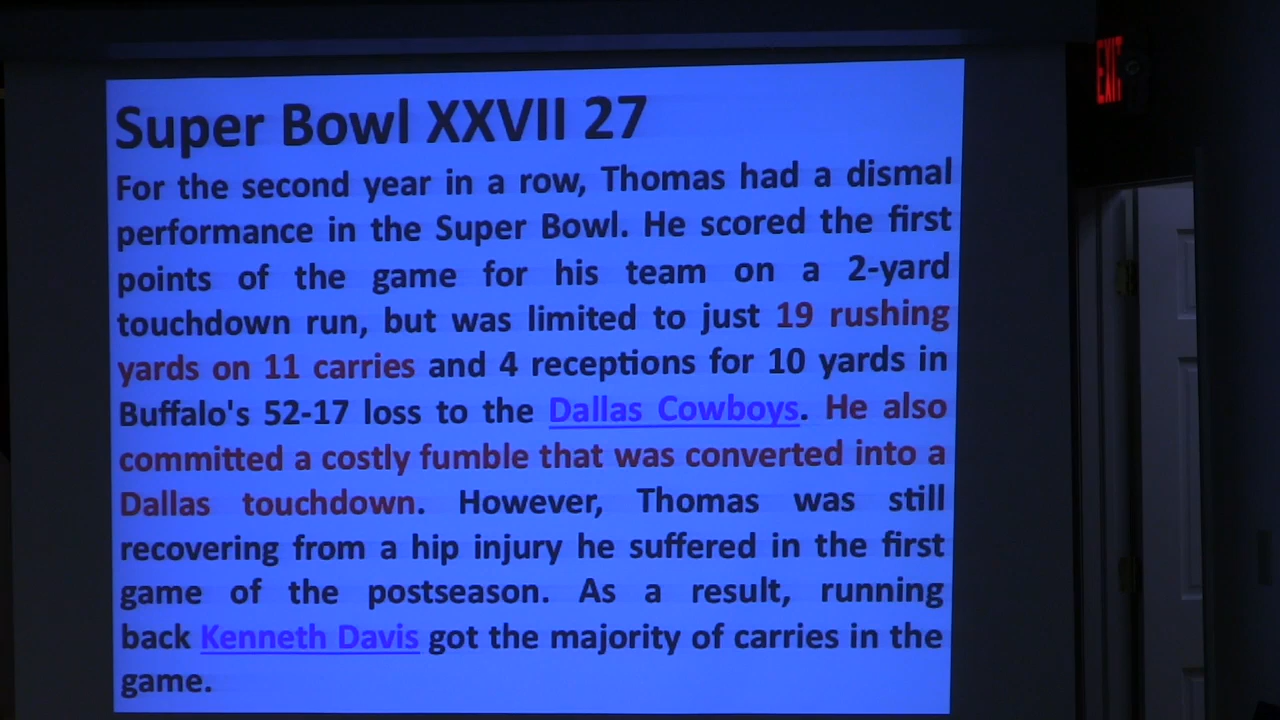 Super Bowl XXVII 27
For the second year in a row, Thomas had a dismal
performance in the Super Bowl. He scored the first
points of the game for his team on a 2-yard
touchdown run, but was limited to just 19 rushing
yards on 11 carries and 4 receptions for 10 yards in
Buffalo's 52-17 loss to the Dallas Cowboys. He also
committed a costly fumble that was converted into a
Dallas touchdown. However, Thomas was still
recovering from a hip injury he suffered in the first
game of the postseason. As a result, running
back Kenneth Davis got the majority of carries in the
game.
EXIT